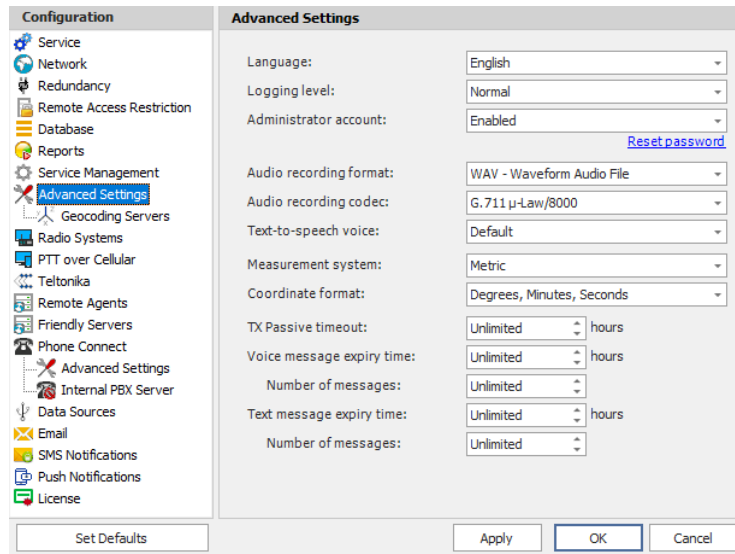 Configuration
Service
Network
Redundancy
Remote Access Restriction
Database
Reports
Service Management
Advanced Settings
Geocoding Servers
Radio Systems
PTT over Cellular
Teltonika
Remote Agents
Friendly Servers
Phone Connect
Advanced Settings
Internal PBX Server
Data Sources
Email
SMS Notifications
Push Notifications
License
Set Defaults
Advanced Settings
Language: English
Logging level: Normal
Administrator account: Enabled
Reset password
Audio recording format: WAV - Waveform Audio File
Audio recording codec: G.711 µ-Law/8000
Text-to-speech voice: Default
Measurement system: Metric
Coordinate format: Degrees, Minutes, Seconds
TX Passive timeout: Unlimited hours
Voice message expiry time: Unlimited hours
Number of messages: Unlimited
Text message expiry time: Unlimited hours
Number of messages: Unlimited
Apply OK Cancel